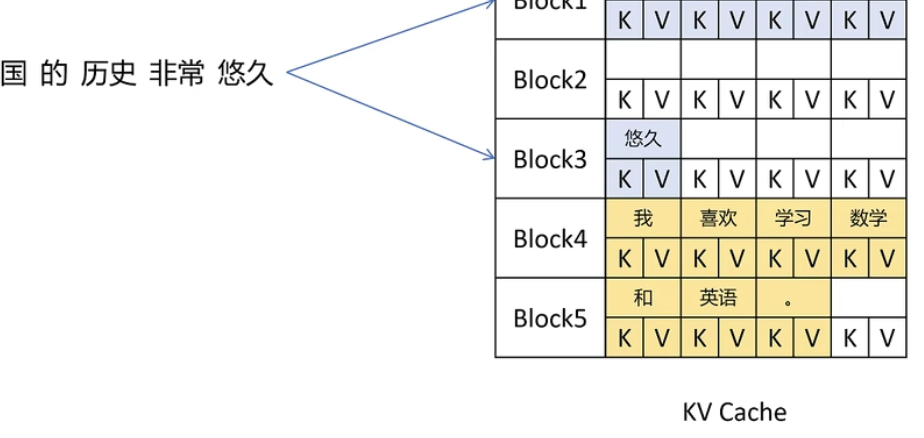 国 的 历史 非常 悠久
Block1
K V K V K V K V
Block2
K V K V K V K V
悠久
Block3
K V K V K V K V
我 喜欢 学习 数学
Block4
K V K V K V K V
和 英语 。
Block5
K V K V K V K V
KV Cache